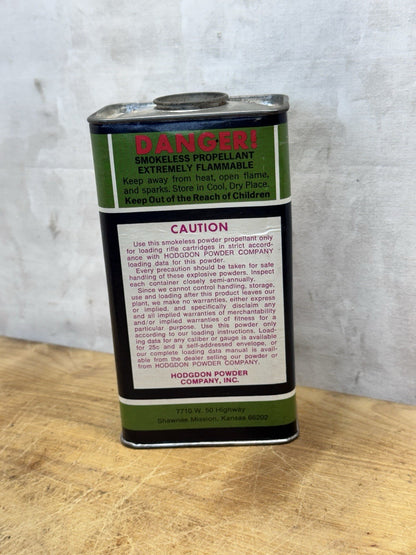 DANGER!
SMOKELESS PROPELLANT
EXTREMELY FLAMMABLE
Keep away from heat, open flame,
and sparks. Store in Cool, Dry Place.
Keep Out of the Reach of Children
CAUTION
Use this smokeless powder propellant only
for loading rifle cartridges in strict accord-
ance with HODGDON POWDER COMPANY
loading data for this powder.
Every precaution should be taken for safe
handling of these explosive powders. Inspect
each container closely semi-annually.
Since we cannot control handling, storage,
use and loading after this product leaves our
plant, we make no warranties, either express
or implied, and specifically disclaim any
and all implied warranties of merchantability
and/or implied warranties of fitness for a
particular purpose. Use this powder only
according to our loading instructions. Load-
ing data for any caliber or gauge is available
for 25¢ and a self-addressed envelope, or
our complete loading data manual is avail-
able from the dealer selling our powder or
from HODGDON POWDER COMPANY.
HODGDON POWDER
COMPANY, INC.
7710 W. 50 Highway
Shawnee Mission, Kansas 66202